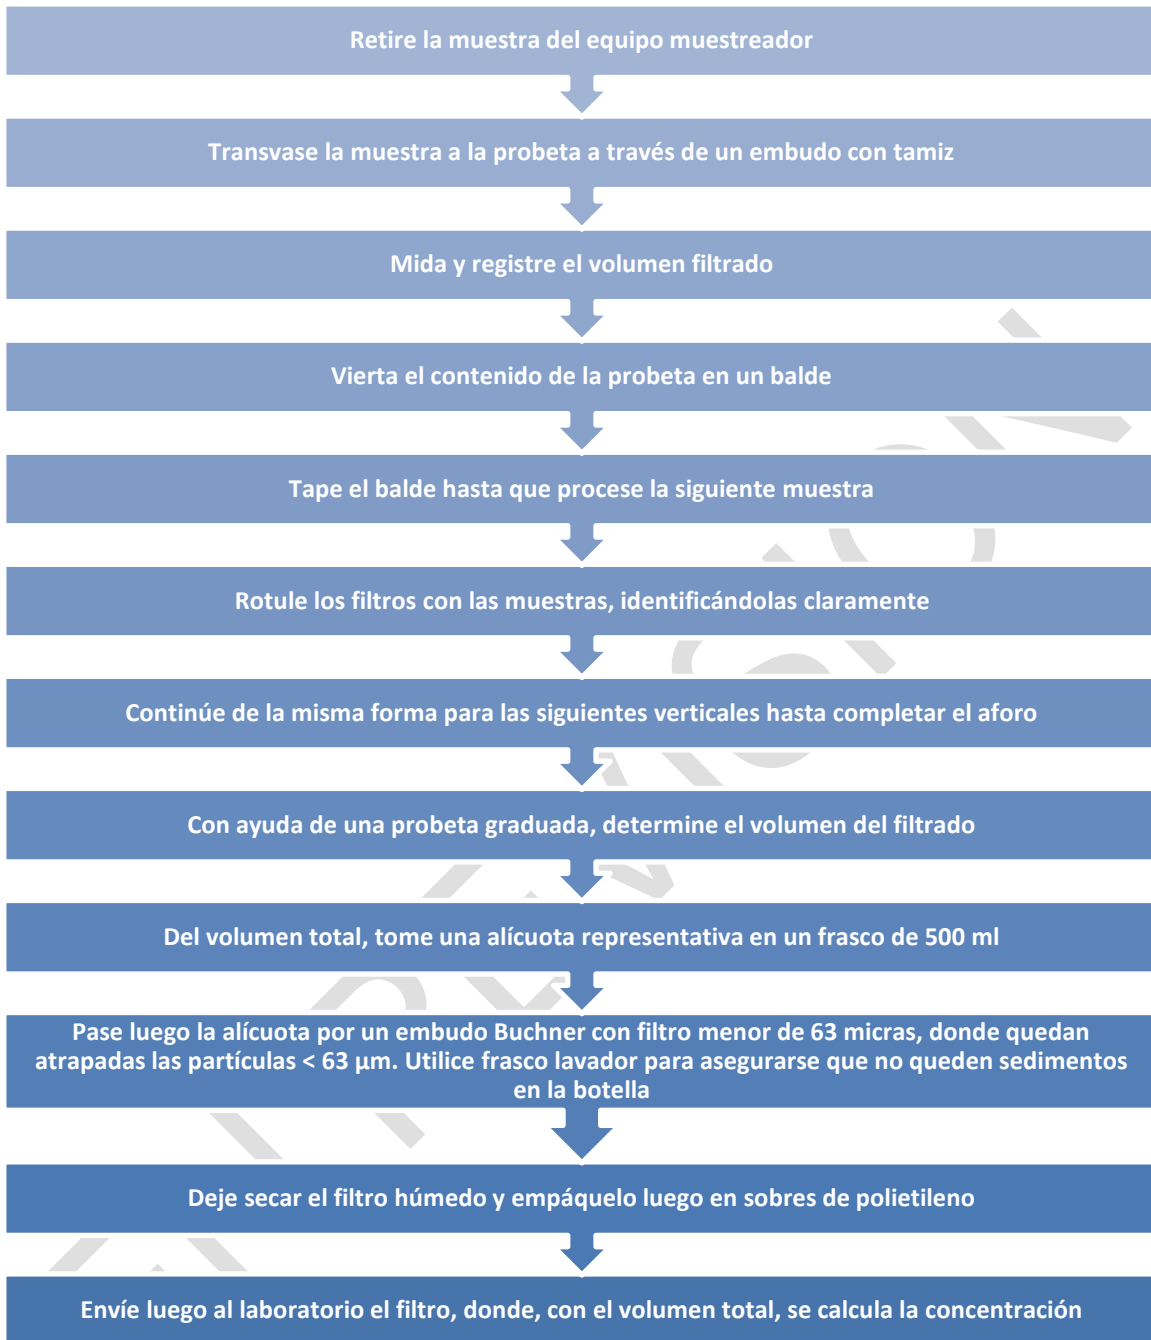 Retire la muestra del equipo muestreador
Transvase la muestra a la probeta a través de un embudo con tamiz
Mida y registre el volumen filtrado
Vierta el contenido de la probeta en un balde
Tape el balde hasta que procese la siguiente muestra
Rotule los filtros con las muestras, identificándolas claramente
Continúe de la misma forma para las siguientes verticales hasta completar el aforo
Con ayuda de una probeta graduada, determine el volumen del filtrado
Del volumen total, tome una alícuota representativa en un frasco de 500 ml
Pase luego la alícuota por un embudo Buchner con filtro menor de 63 micras, donde quedan
atrapadas las partículas < 63 µm. Utilice frasco lavador para asegurarse que no queden sedimentos
en la botella
Deje secar el filtro húmedo y empáquelo luego en sobres de polietileno
Envíe luego al laboratorio el filtro, donde, con el volumen total, se calcula la concentración